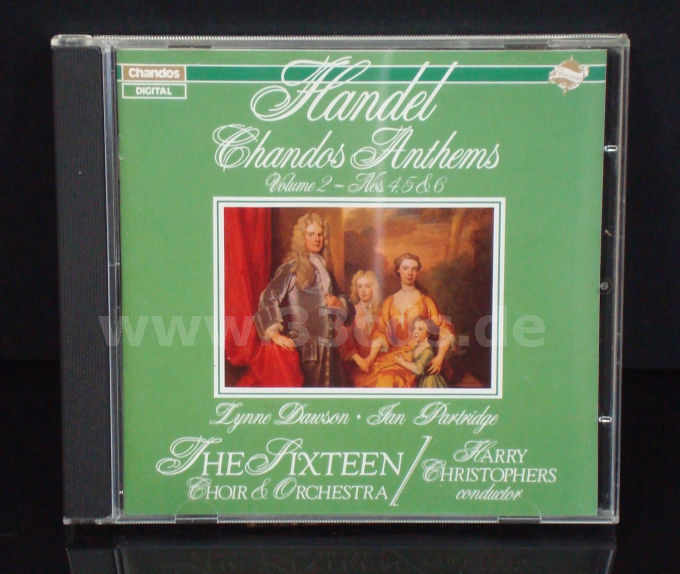 Chandos
DIGITAL
Handel
Chandos Anthems
Volume 2 – Nos. 4, 5 & 6
www.33cds.de
Lynne Dawson · Ian Partridge
THE SIXTEEN
CHOIR & ORCHESTRA
HARRY
CHRISTOPHERS
conductor